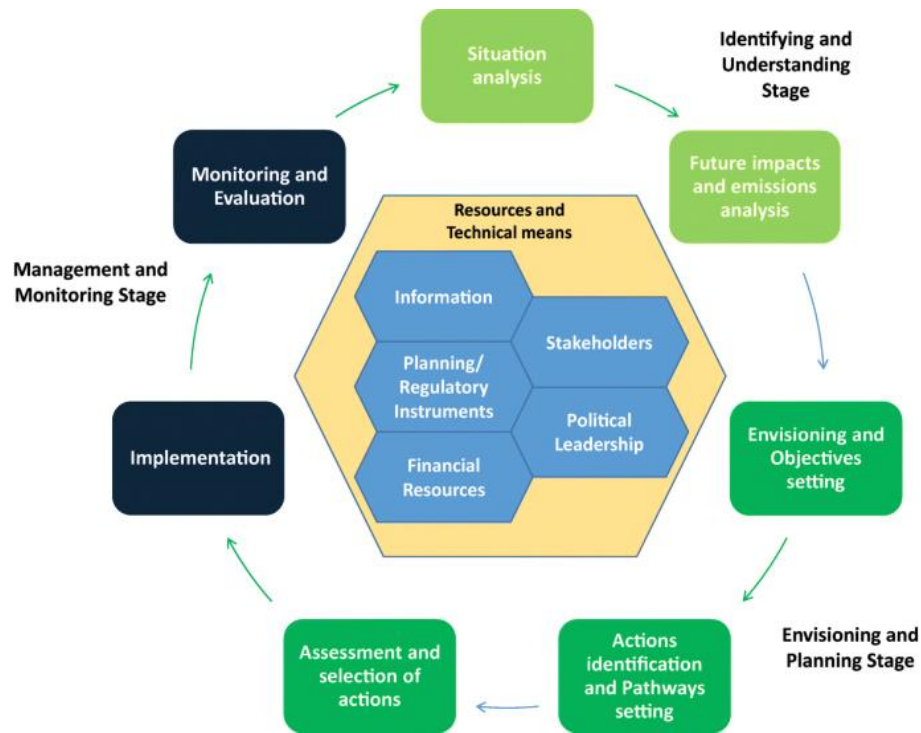 Situation
analysis
Identifying and
Understanding
Stage
Future impacts
and emissions
analysis
Monitoring and
Evaluation
Management and
Monitoring Stage
Resources and
Technical means
Information
Stakeholders
Planning/
Regulatory
Instruments
Political
Leadership
Financial
Resources
Envisioning and
Objectives
setting
Implementation
Envisioning and
Planning Stage
Actions
identification
and Pathways
setting
Assessment and
selection of
actions